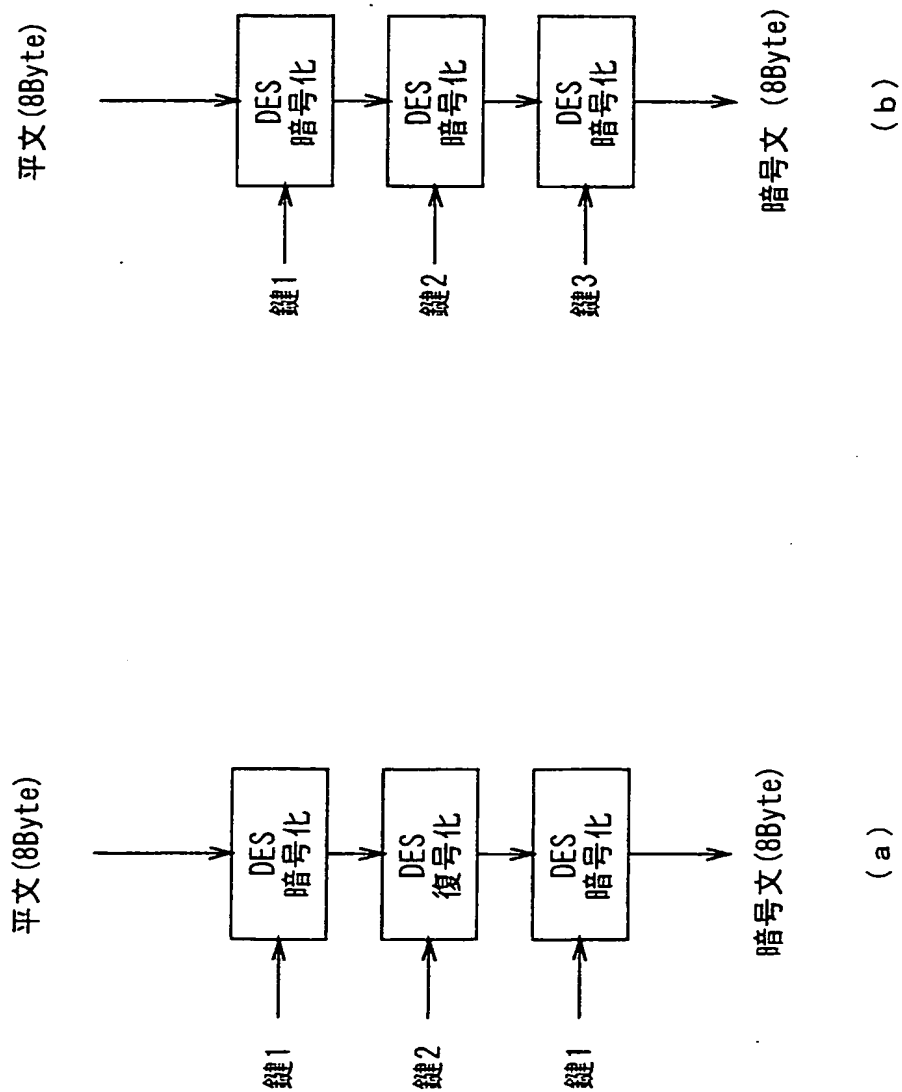 平文(8Byte)
鍵1
DES
暗号化
鍵2
DES
復号化
鍵1
DES
暗号化
暗号文(8Byte)
(a)
平文(8Byte)
鍵1
DES
暗号化
鍵2
DES
暗号化
鍵3
DES
暗号化
暗号文 (8Byte)
(b)